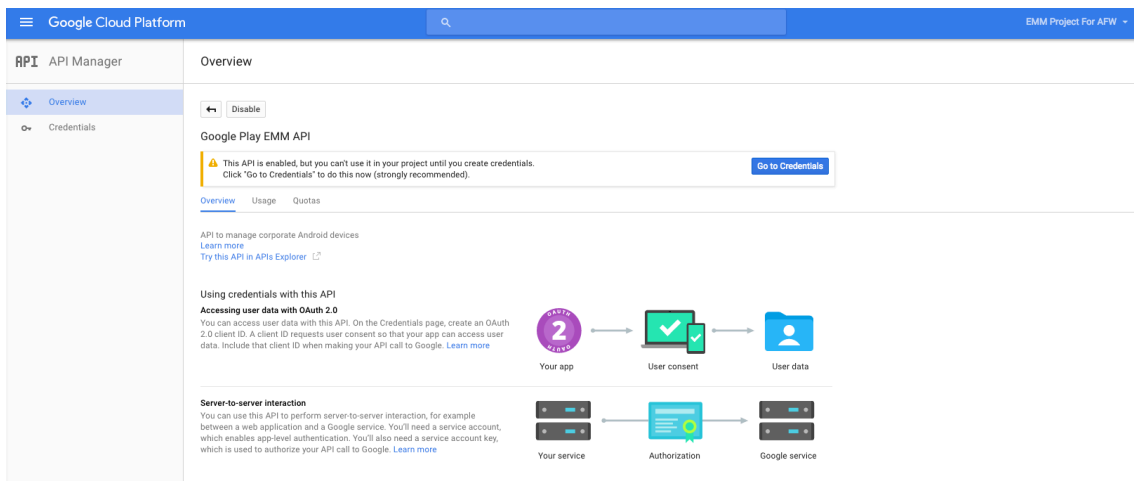 Google Cloud Platform
EMM Project For AFW
API API Manager
Overview
Overview
Credentials
Disable
Google Play EMM API
This API is enabled, but you can't use it in your project until you create credentials.
Click "Go to Credentials" to do this now (strongly recommended).
Go to Credentials
Overview Usage Quotas
API to manage corporate Android devices
Learn more
Try this API in APIs Explorer
Using credentials with this API
Accessing user data with OAuth 2.0
You can access user data with this API. On the Credentials page, create an OAuth
2.0 client ID. A client ID requests user consent so that your app can access user
data. Include that client ID when making your API call to Google. Learn more
OAUTH
2
OAUTH
Your app
User consent
User data
Server-to-server interaction
You can use this API to perform server-to-server interaction, for example
between a web application and a Google service. You'll need a service account,
which enables app-level authentication. You'll also need a service account key,
which is used to authorize your API call to Google. Learn more
Your service
Authorization
Google service